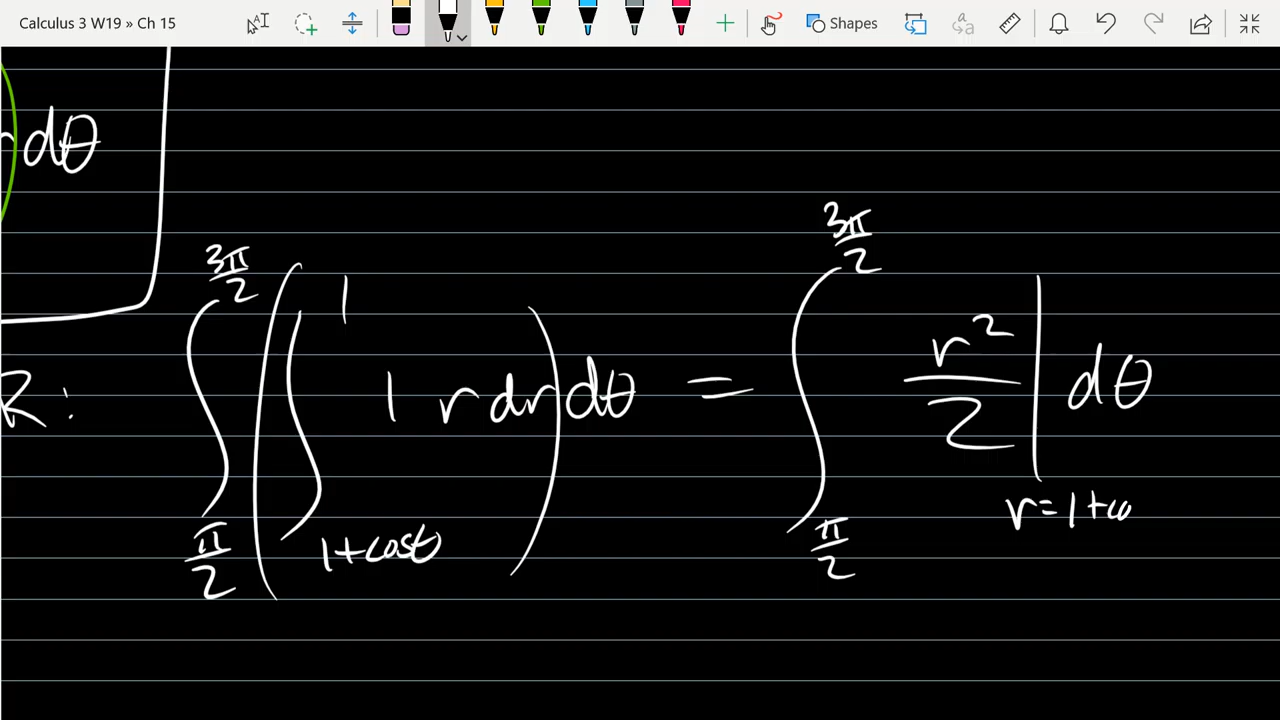 Calculus 3 W19 » Ch 15
Shapes
dθ
R: ∫_{π/2}^{3π/2} ( ∫_{1+cosθ}^{1} 1 r dr ) dθ = ∫_{π/2}^{3π/2} r²/2 |_{r=1+co} dθ